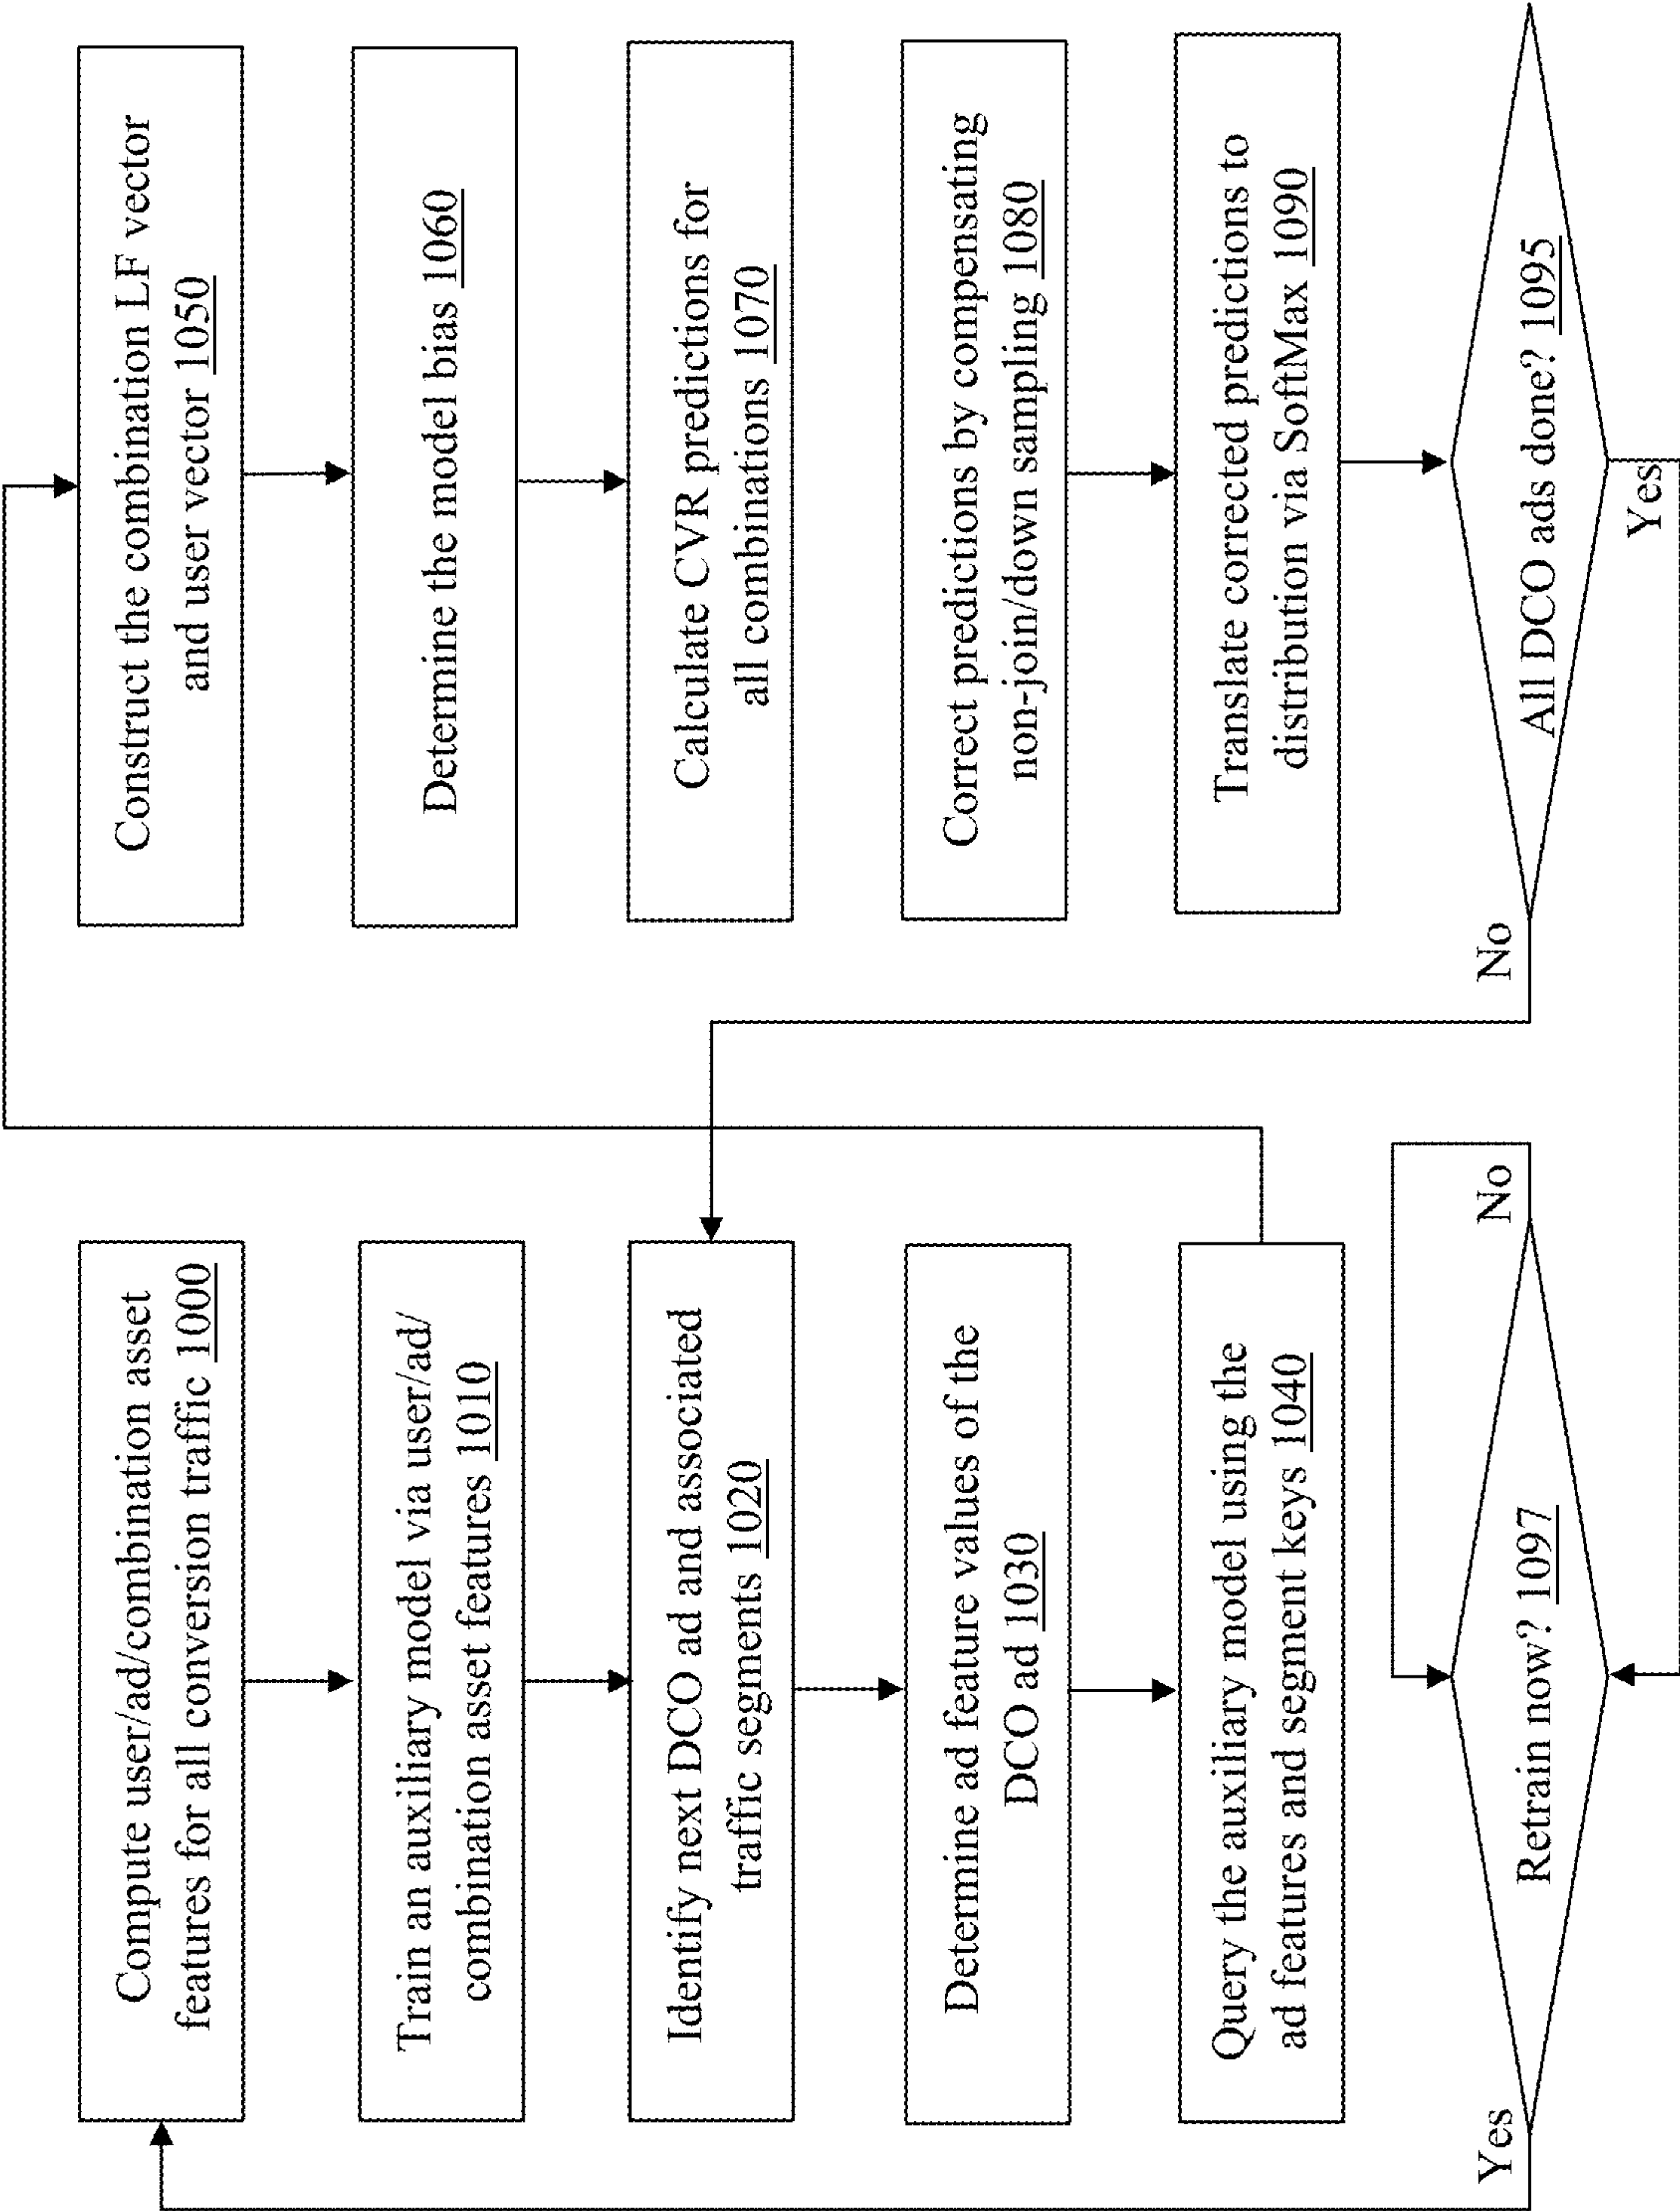 Compute user/ad/combination asset
features for all conversion traffic 1000
Train an auxiliary model via user/ad/
combination asset features 1010
Identify next DCO ad and associated
traffic segments 1020
Determine ad feature values of the
DCO ad 1030
Query the auxiliary model using the
ad features and segment keys 1040
Yes
Retrain now? 1097
No
Construct the combination LF vector
and user vector 1050
Determine the model bias 1060
Calculate CVR predictions for
all combinations 1070
Correct predictions by compensating
non-join/down sampling 1080
Translate corrected predictions to
distribution via SoftMax 1090
No
All DCO ads done? 1095
Yes